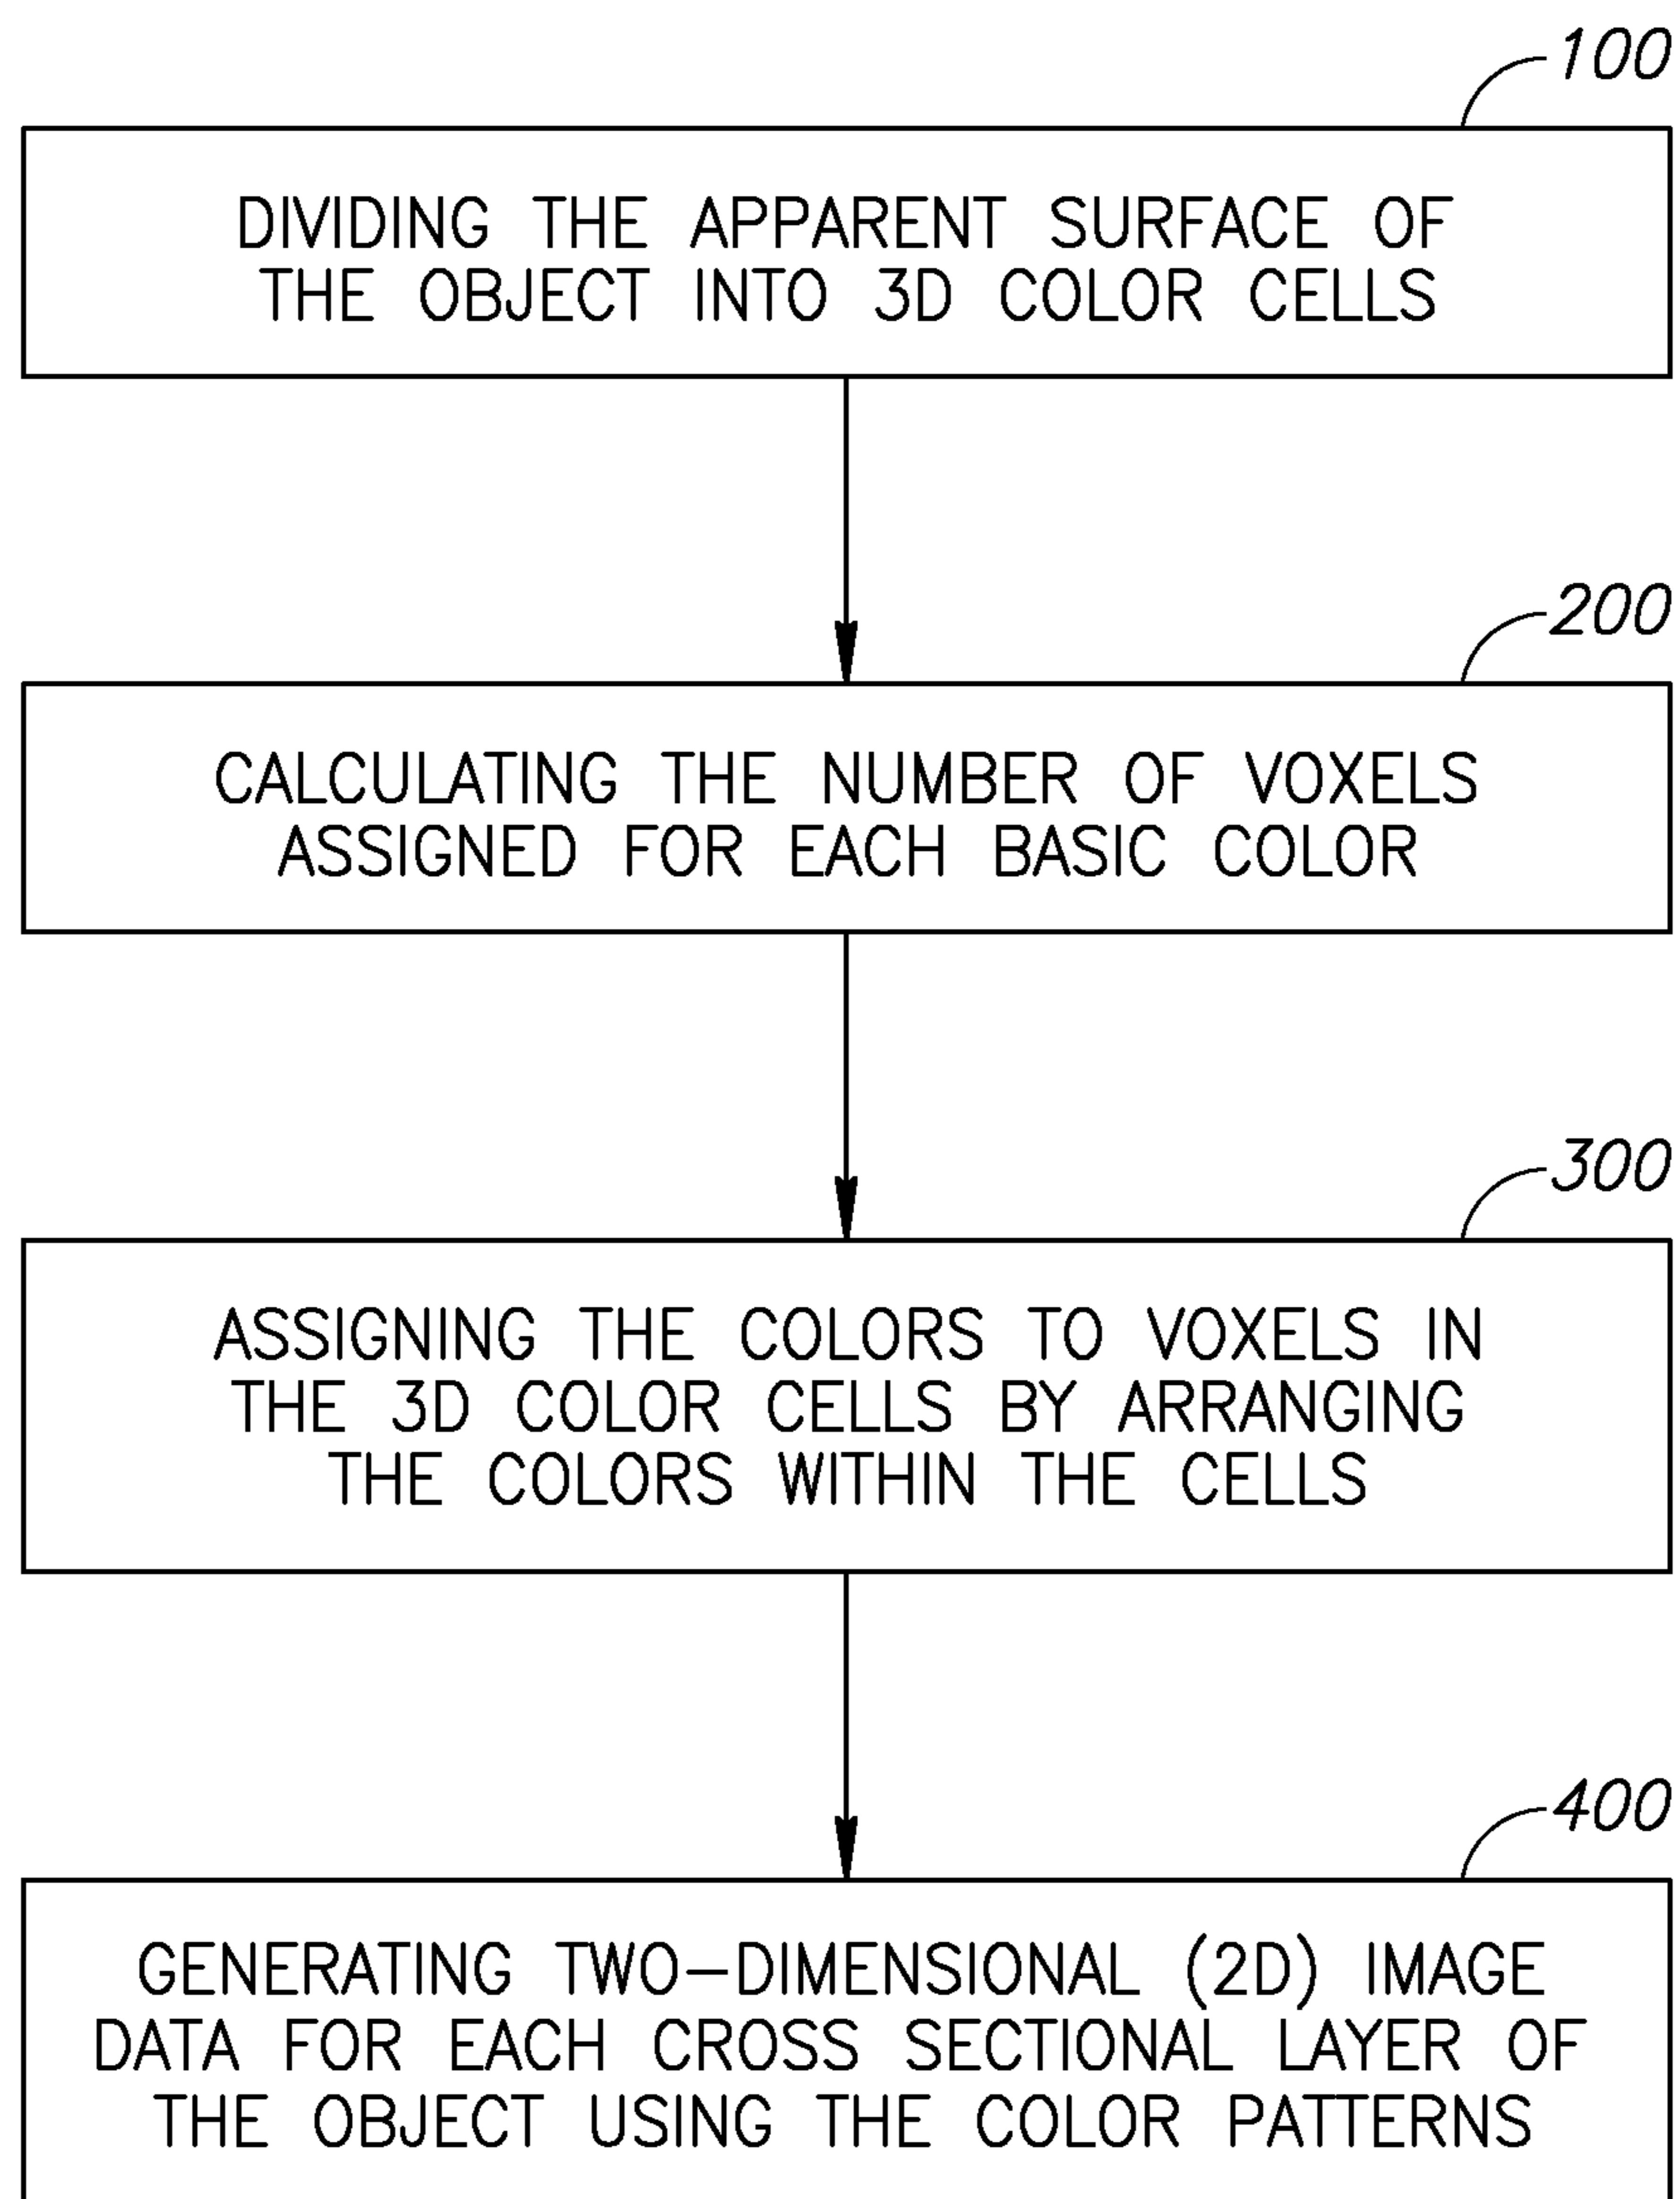 100
DIVIDING THE APPARENT SURFACE OF
THE OBJECT INTO 3D COLOR CELLS
200
CALCULATING THE NUMBER OF VOXELS
ASSIGNED FOR EACH BASIC COLOR
300
ASSIGNING THE COLORS TO VOXELS IN
THE 3D COLOR CELLS BY ARRANGING
THE COLORS WITHIN THE CELLS
400
GENERATING TWO-DIMENSIONAL (2D) IMAGE
DATA FOR EACH CROSS SECTIONAL LAYER OF
THE OBJECT USING THE COLOR PATTERNS